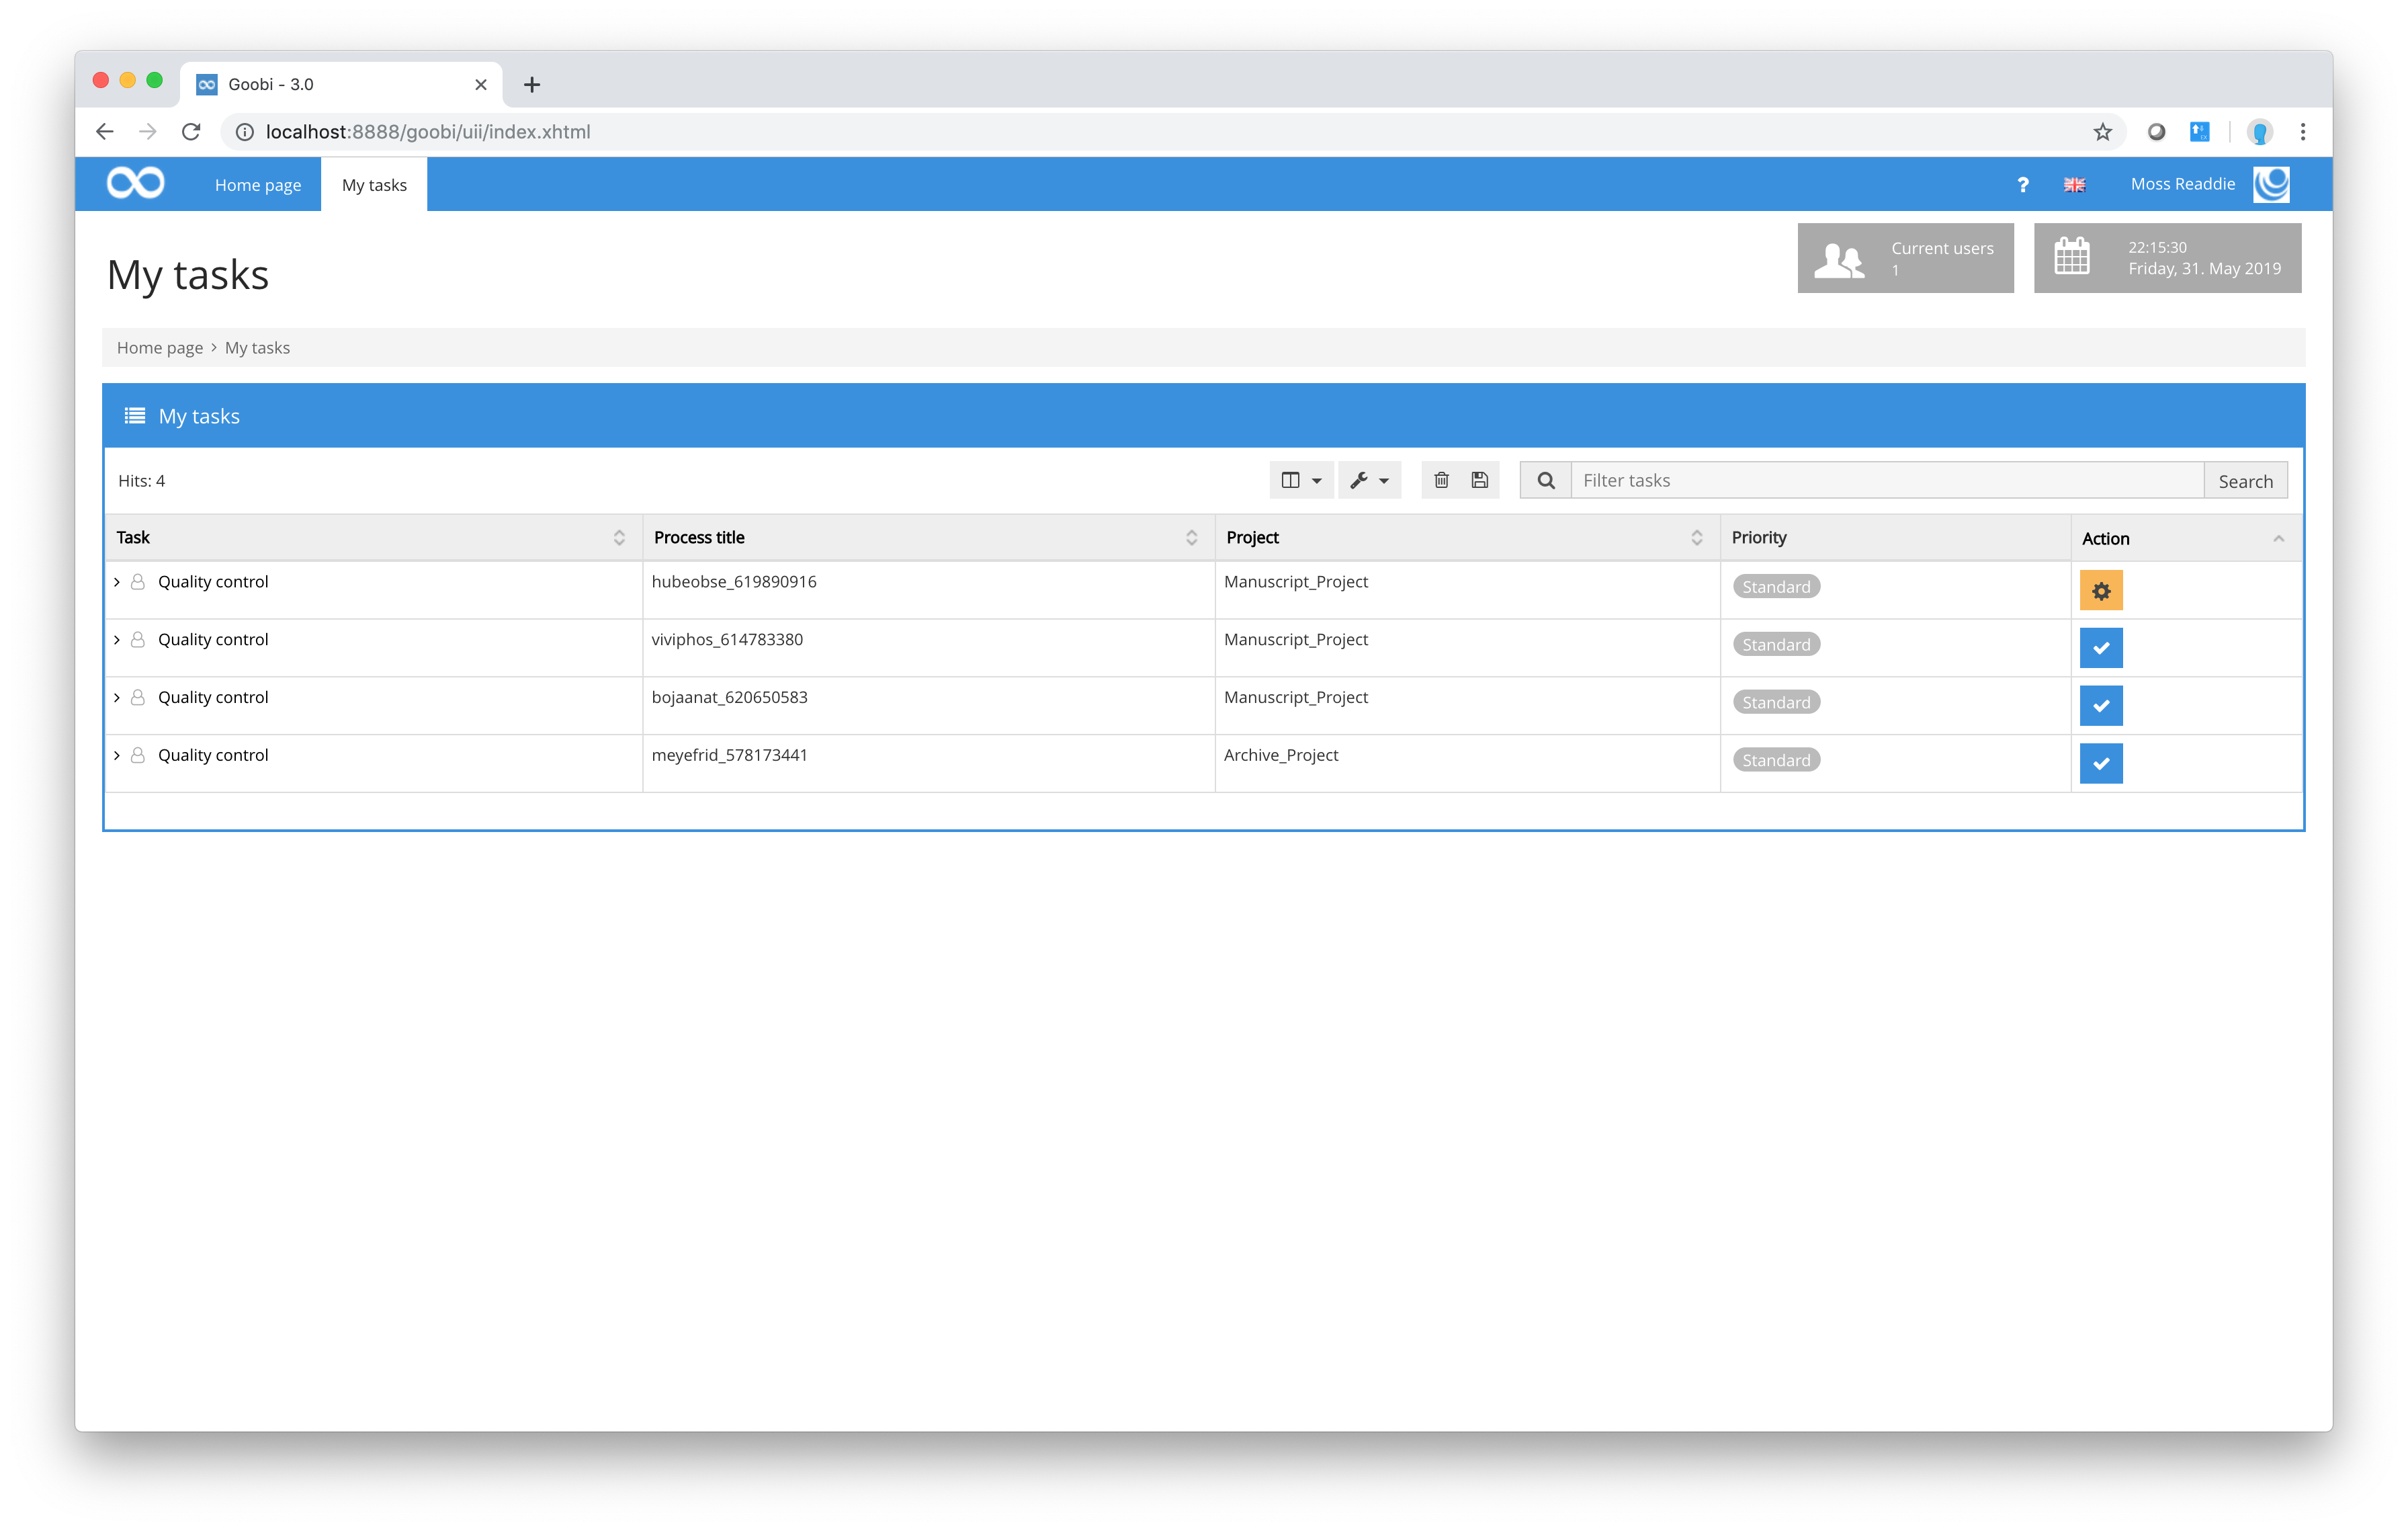 Goobi - 3.0
localhost:8888/goobi/uii/index.xhtml
Home page My tasks ? Moss Readdie
My tasks
Current users
1
22:15:30
Friday, 31. May 2019
Home page > My tasks
My tasks
Hits: 4 Filter tasks Search
Task Process title Project Priority Action
Quality control hubeobse_619890916 Manuscript_Project Standard
Quality control viviphos_614783380 Manuscript_Project Standard
Quality control bojaanat_620650583 Manuscript_Project Standard
Quality control meyefrid_578173441 Archive_Project Standard